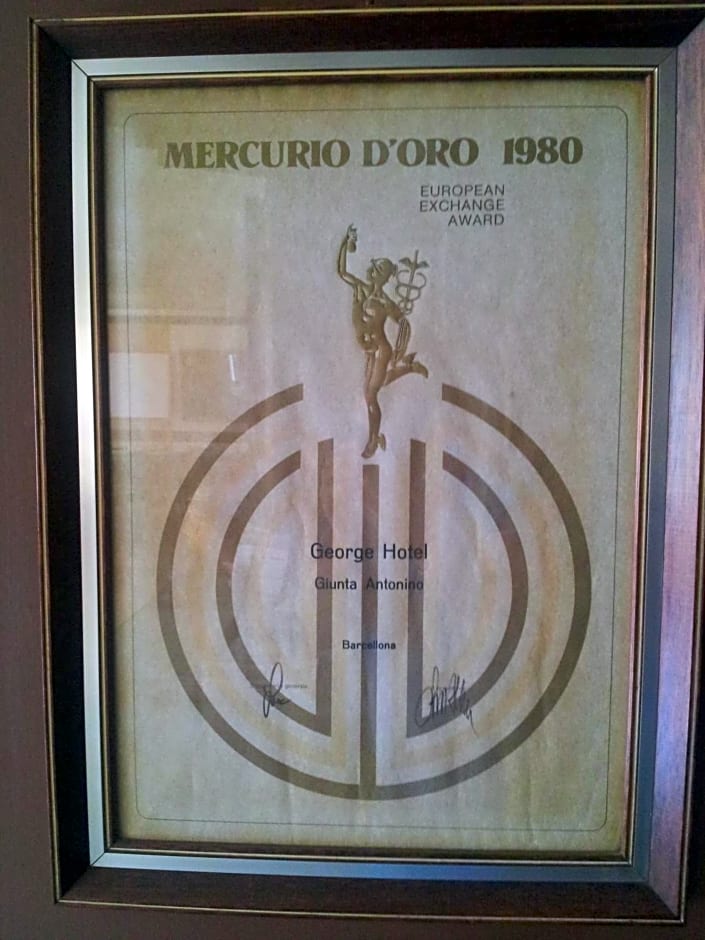 MERCURIO D'ORO 1980
EUROPEAN
EXCHANGE
AWARD
George Hotel
Giunta Antonino
Barcellona